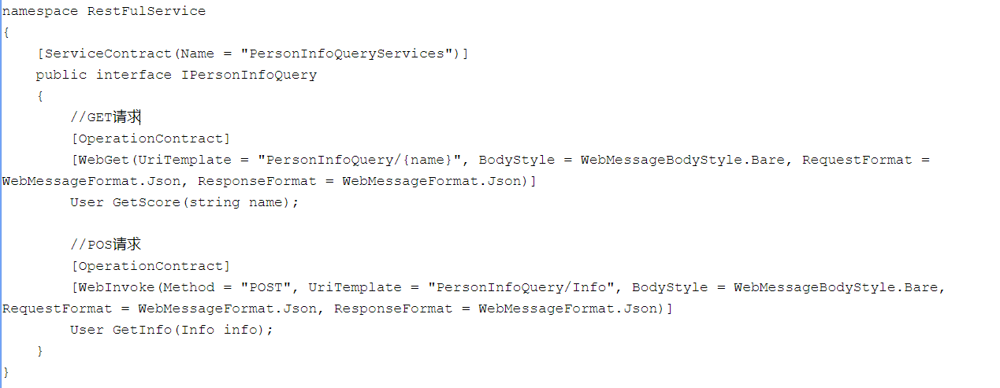 namespace RestFulService
{
    [ServiceContract(Name = "PersonInfoQueryServices")]
    public interface IPersonInfoQuery
    {
        //GET请求
        [OperationContract]
        [WebGet(UriTemplate = "PersonInfoQuery/{name}", BodyStyle = WebMessageBodyStyle.Bare, RequestFormat =
WebMessageFormat.Json, ResponseFormat = WebMessageFormat.Json)]
        User GetScore(string name);

        //POS请求
        [OperationContract]
        [WebInvoke(Method = "POST", UriTemplate = "PersonInfoQuery/Info", BodyStyle = WebMessageBodyStyle.Bare,
RequestFormat = WebMessageFormat.Json, ResponseFormat = WebMessageFormat.Json)]
        User GetInfo(Info info);
    }
}